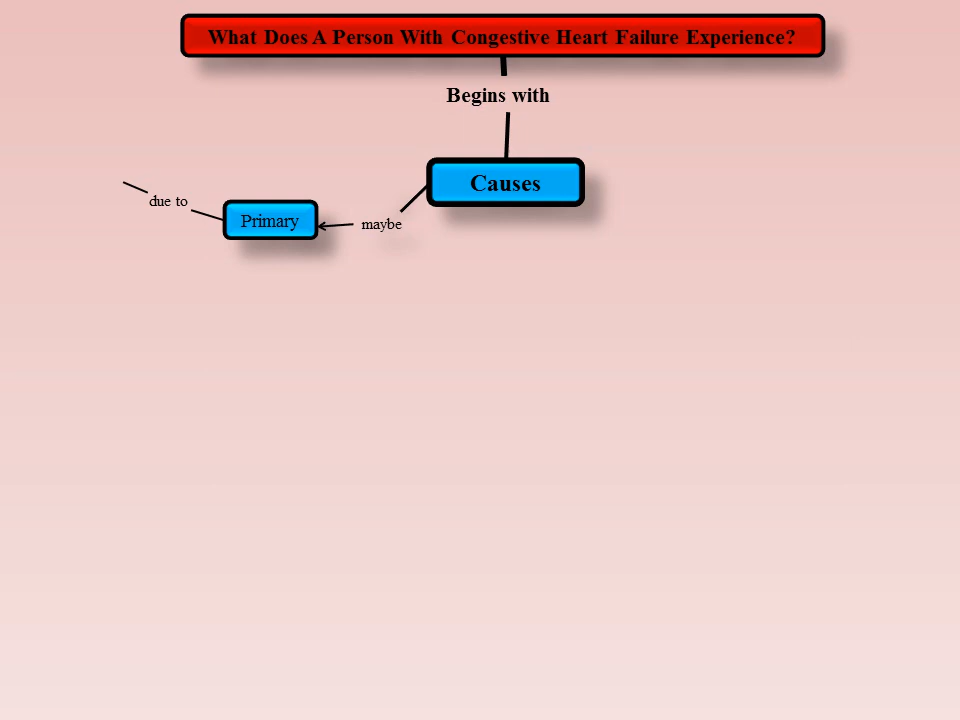 What Does A Person With Congestive Heart Failure Experience?
Begins with
Causes
due to
Primary
maybe